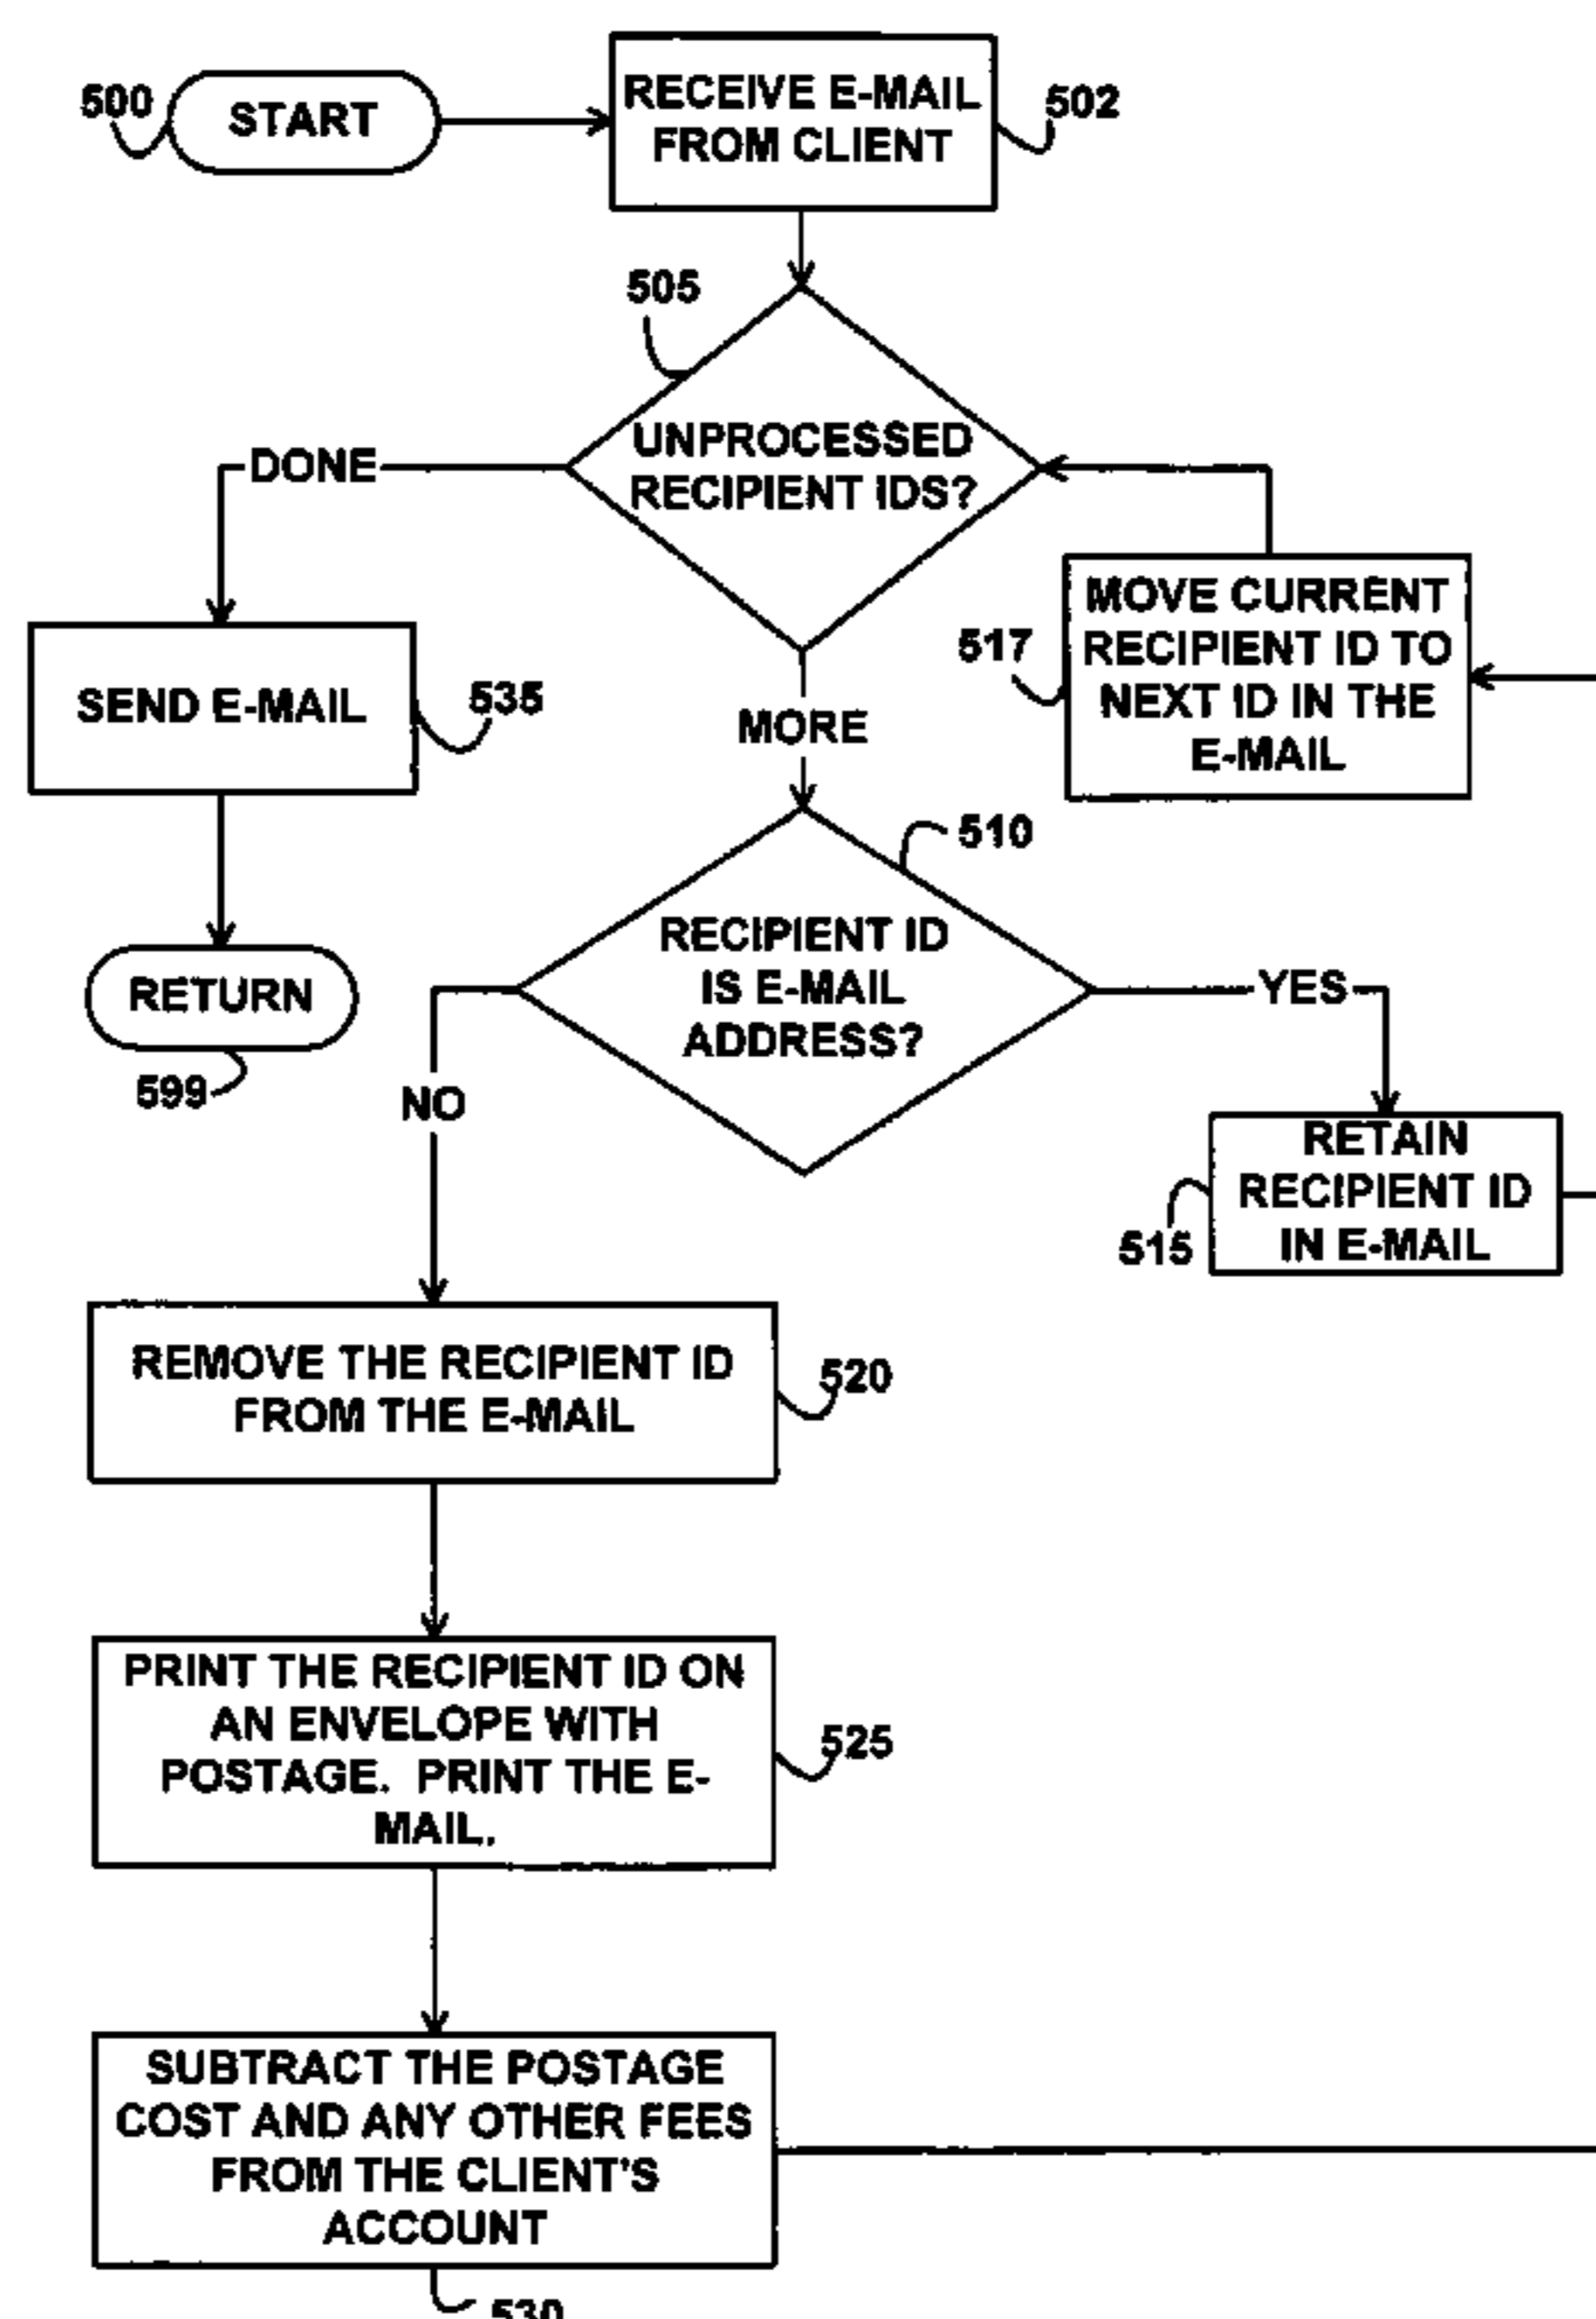 500
START
RECEIVE E-MAIL
FROM CLIENT
502
505
UNPROCESSED
RECIPIENT IDS?
DONE
MOVE CURRENT
RECIPIENT ID TO
NEXT ID IN THE
E-MAIL
517
SEND E-MAIL
535
MORE
510
RECIPIENT ID
IS E-MAIL
ADDRESS?
YES
RETURN
599
NO
RETAIN
RECIPIENT ID
IN E-MAIL
515
REMOVE THE RECIPIENT ID
FROM THE E-MAIL
520
PRINT THE RECIPIENT ID ON
AN ENVELOPE WITH
POSTAGE. PRINT THE E-
MAIL.
525
SUBTRACT THE POSTAGE
COST AND ANY OTHER FEES
FROM THE CLIENT'S
ACCOUNT
530